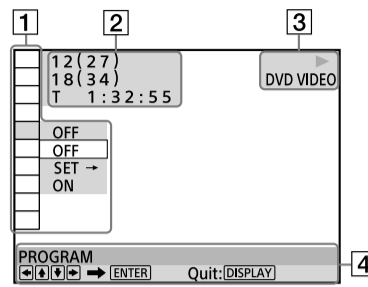 1
2
3
12(27)
18(34)
T 1:32:55
DVD VIDEO
OFF
OFF
SET →
ON
PROGRAM
ENTER Quit: DISPLAY
4